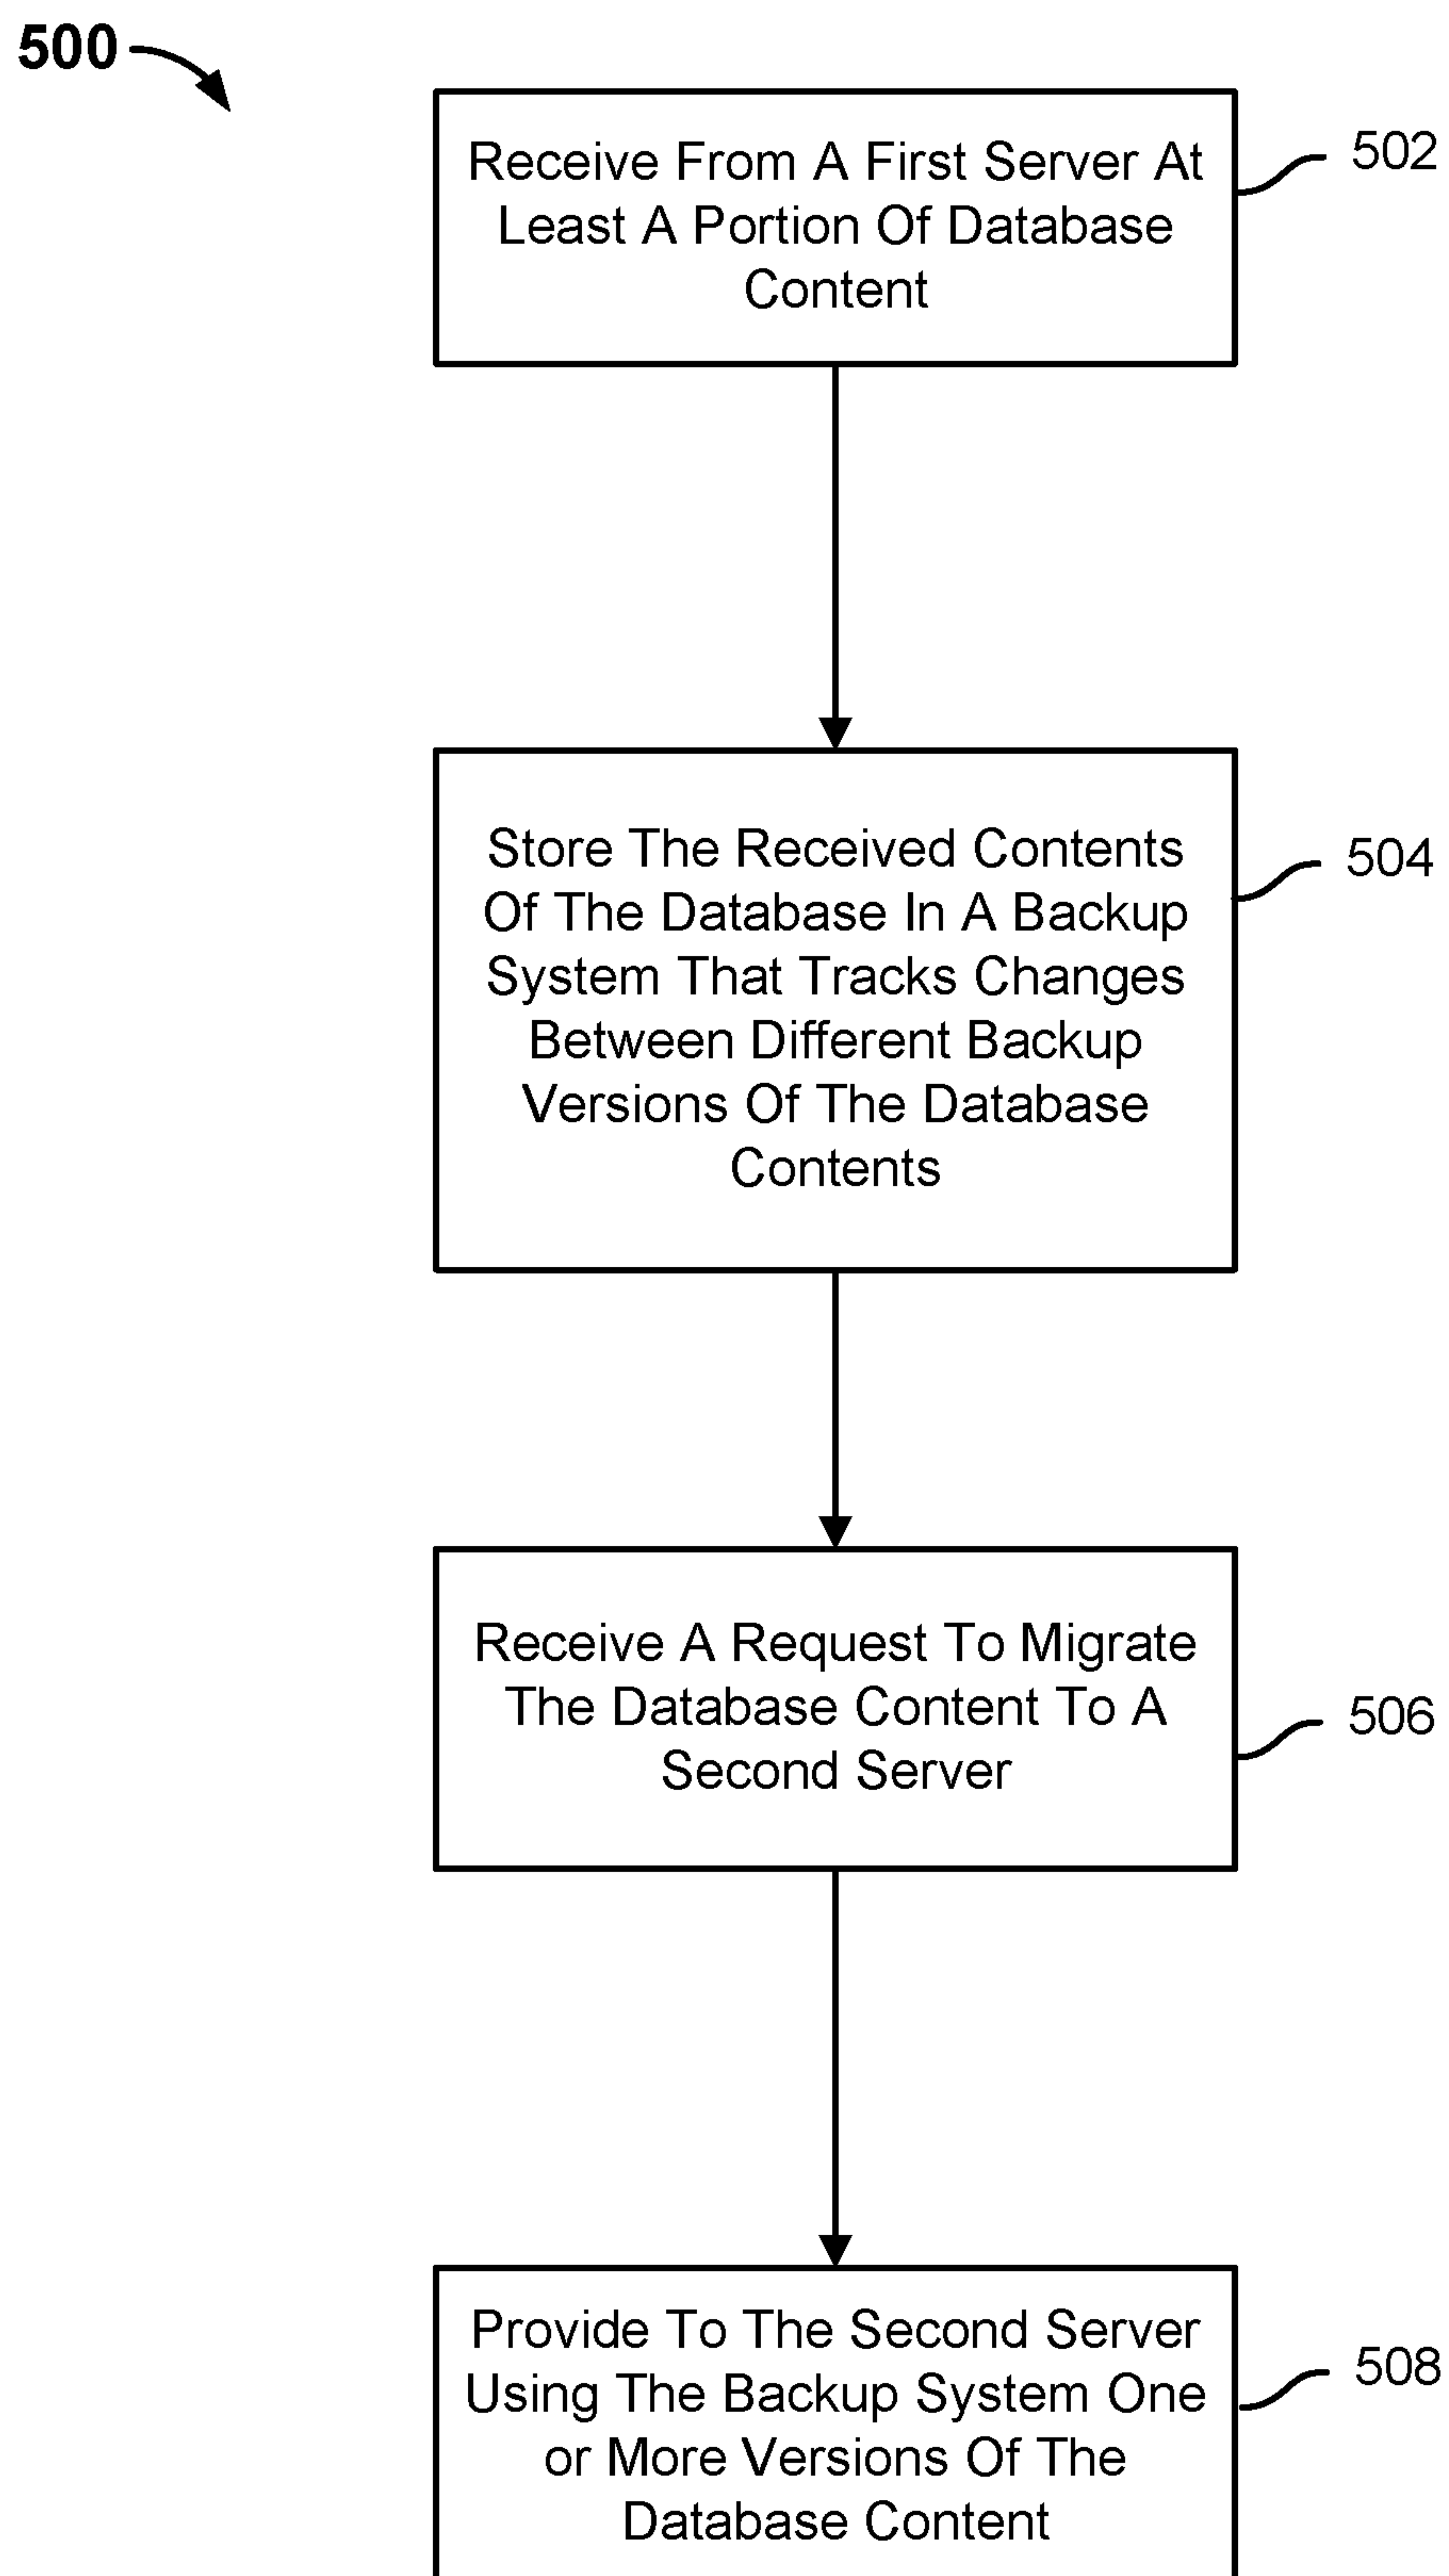 500
Receive From A First Server At
Least A Portion Of Database
Content
502
Store The Received Contents
Of The Database In A Backup
System That Tracks Changes
Between Different Backup
Versions Of The Database
Contents
504
Receive A Request To Migrate
The Database Content To A
Second Server
506
Provide To The Second Server
Using The Backup System One
or More Versions Of The
Database Content
508